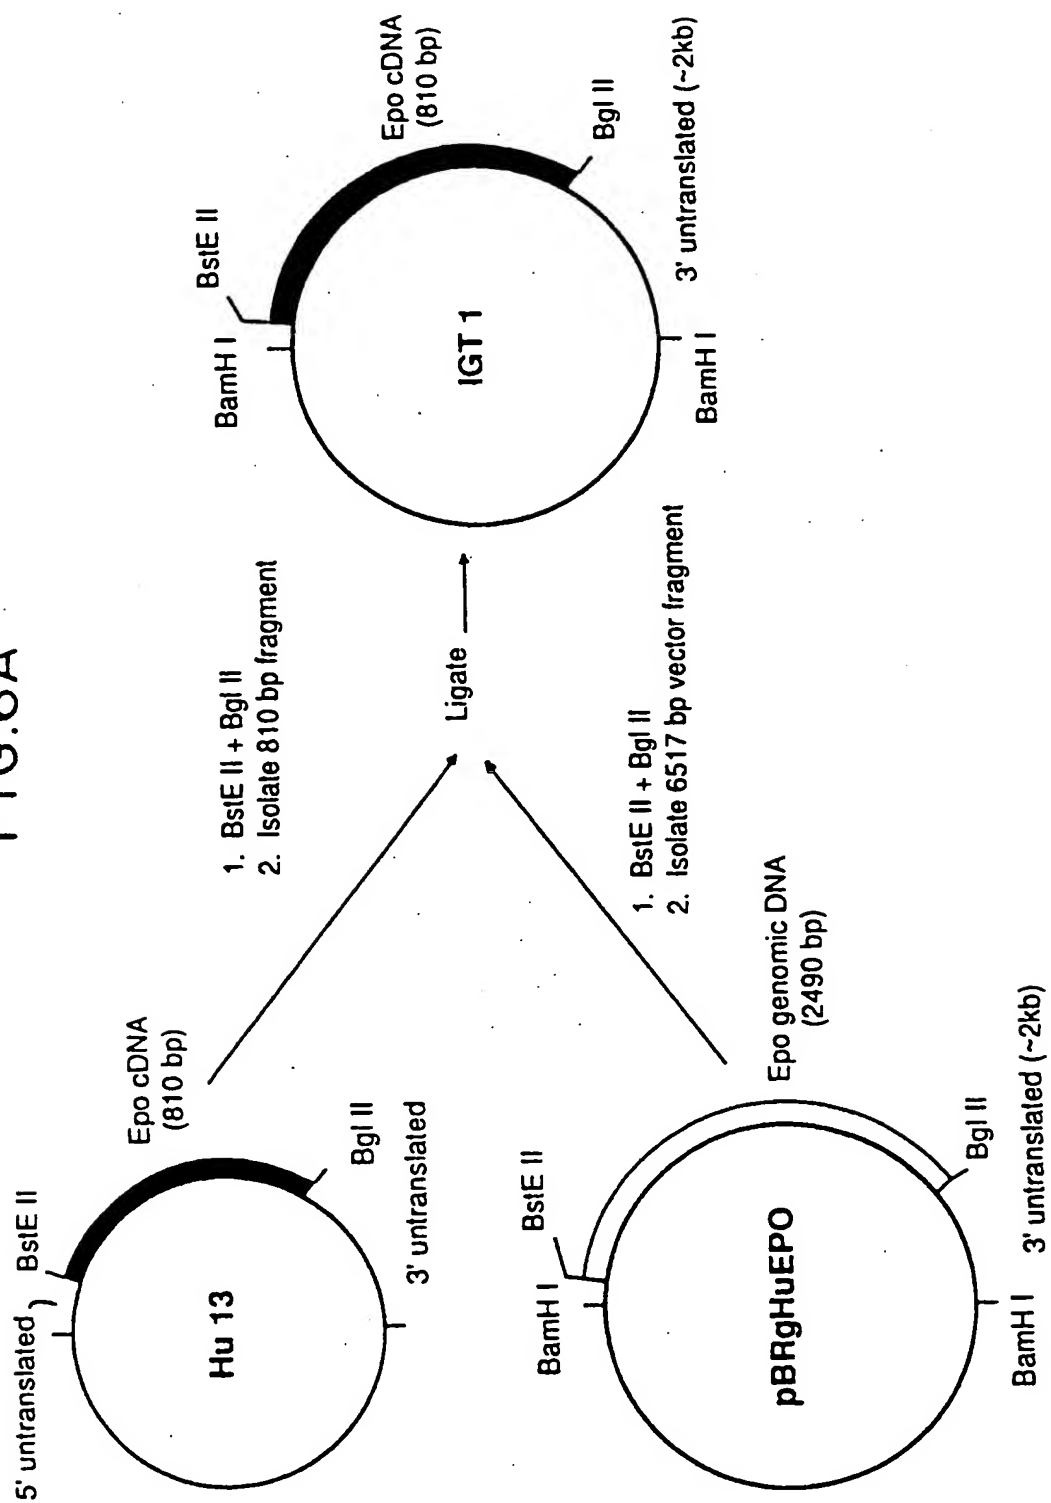 FIG.6A
5' untranslated
BstE II
Epo cDNA
(810 bp)
Hu 13
Bgl II
3' untranslated
1. BstE II + Bgl II
2. Isolate 810 bp fragment
BamH I
BstE II
Epo genomic DNA
(2490 bp)
pBRgHuEPO
Bgl II
BamH I
3' untranslated (~2kb)
1. BstE II + Bgl II
2. Isolate 6517 bp vector fragment
Ligate
BamH I
BstE II
Epo cDNA
(810 bp)
IGT 1
Bgl II
BamH I
3' untranslated (~2kb)